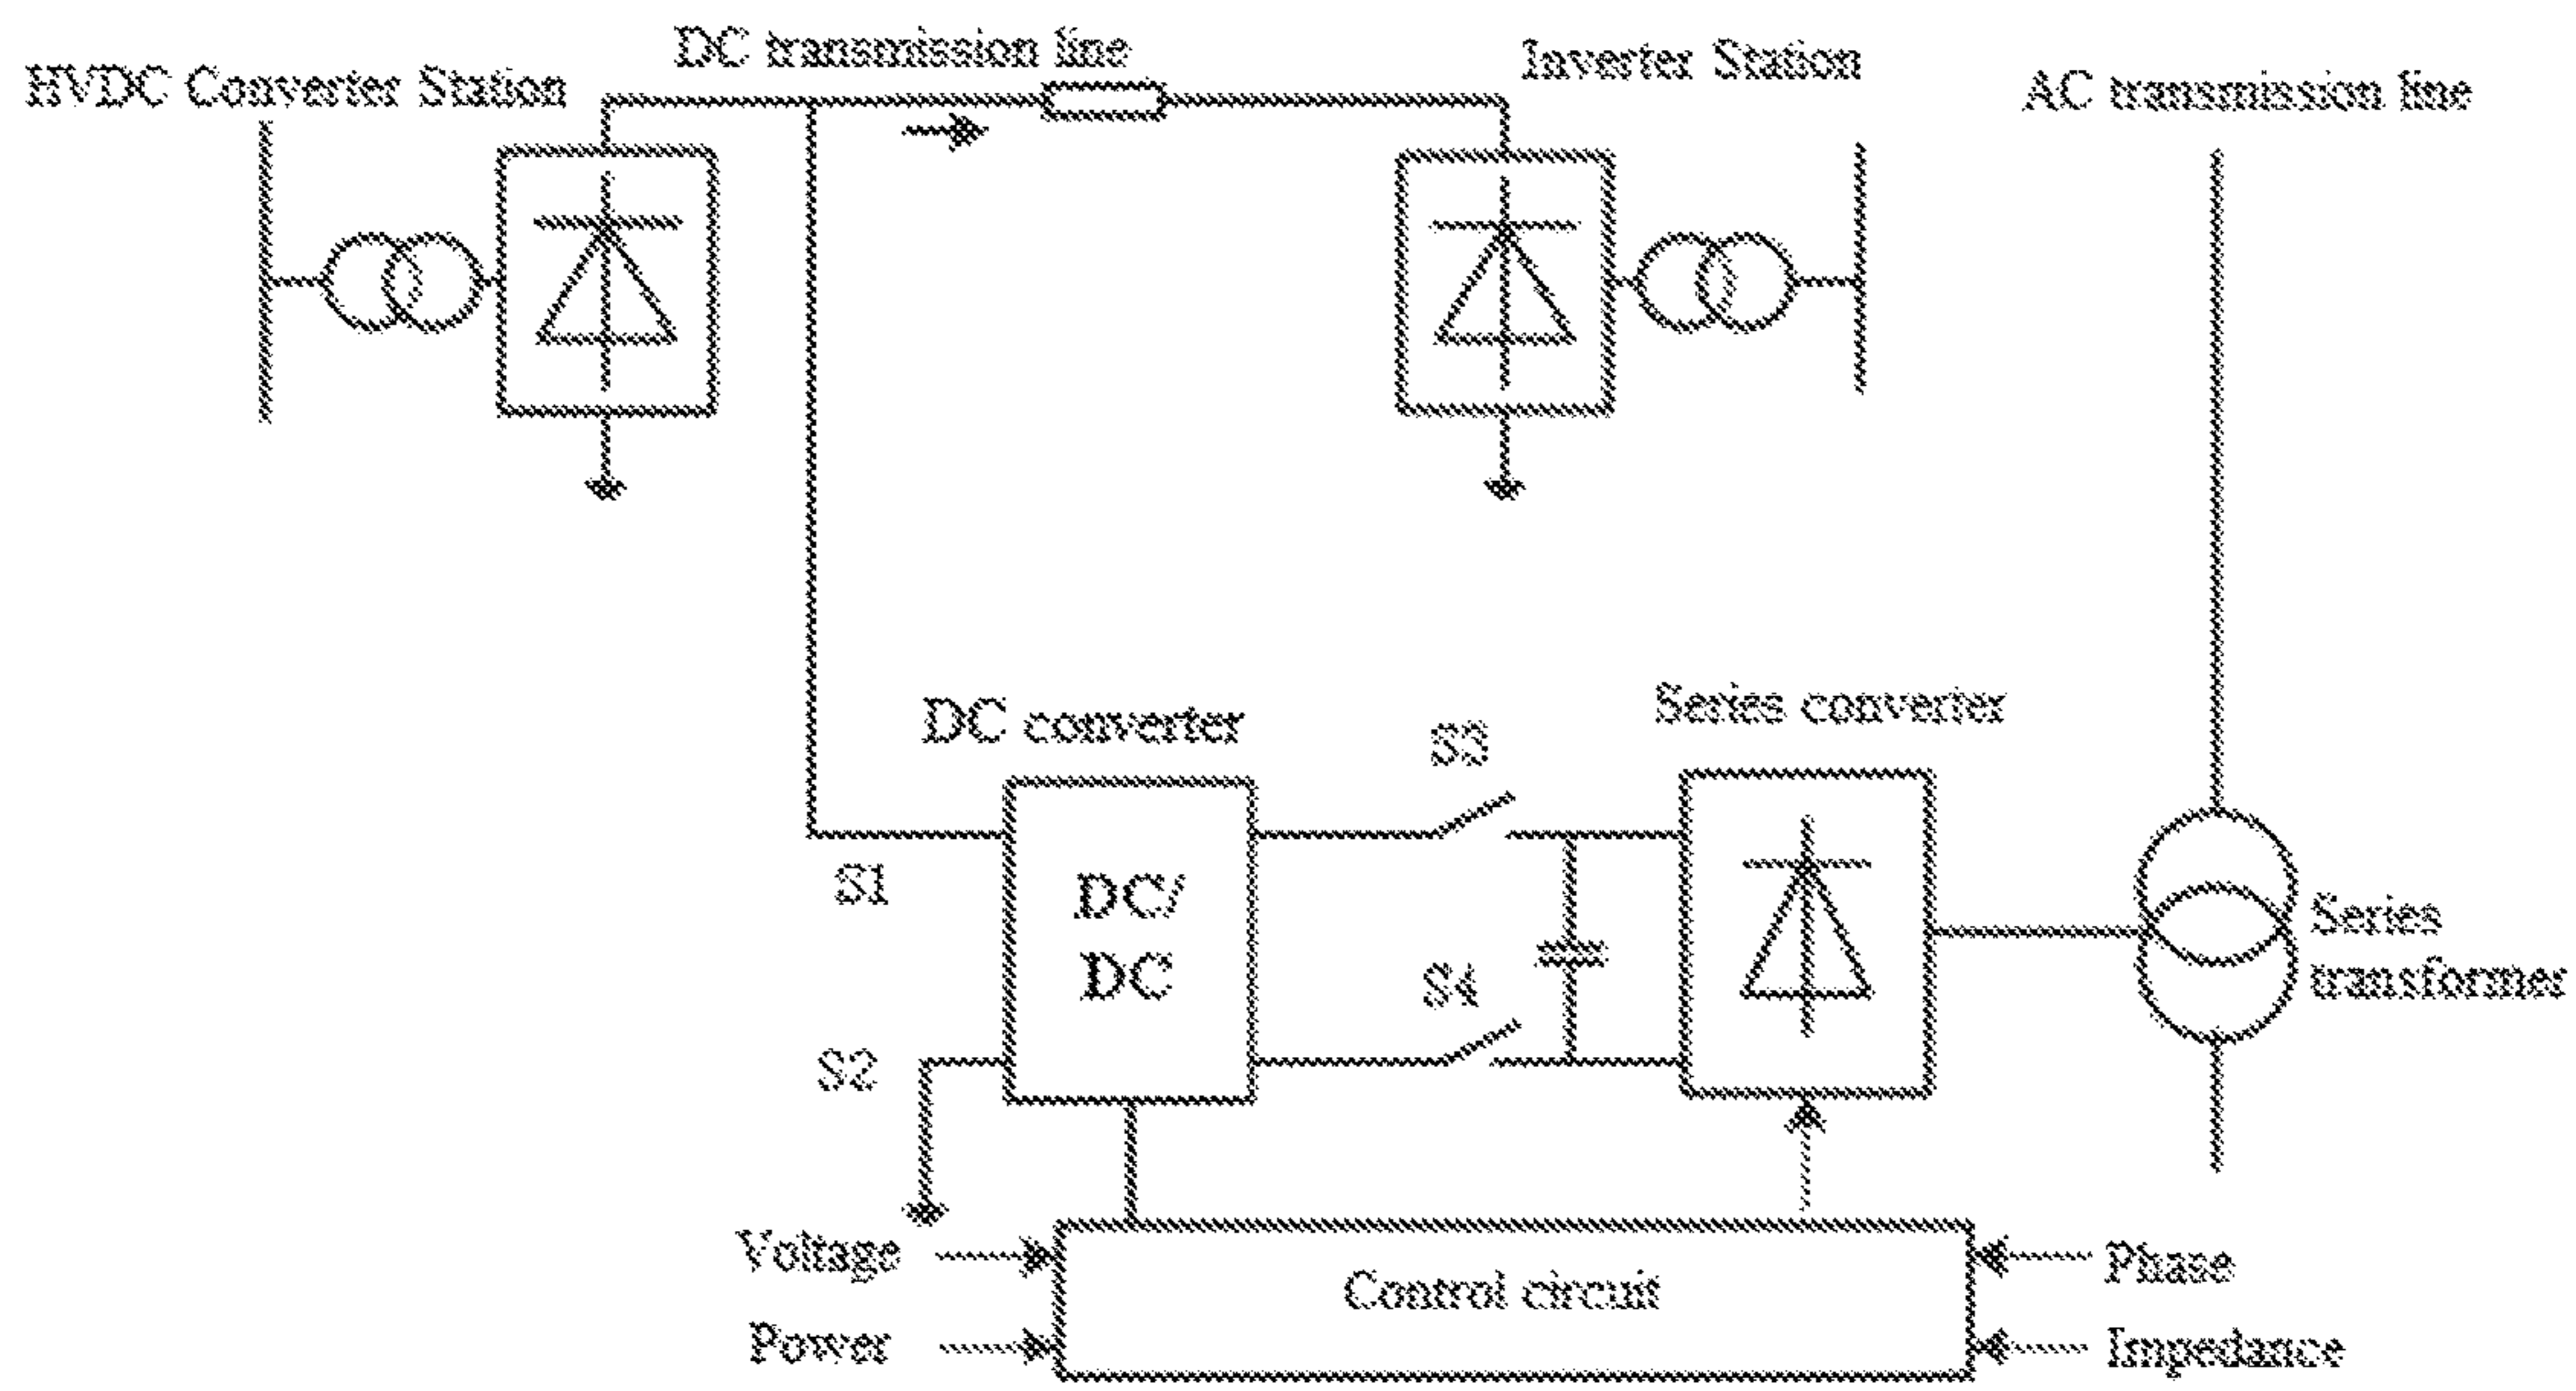 HVDC Converter Station
DC transmission line
Inverter Station
AC transmission line
DC converter
S3
Series converter
S1
DC/
DC
S4
S2
Series
transformer
Voltage
Power
Control circuit
Phase
Impedance